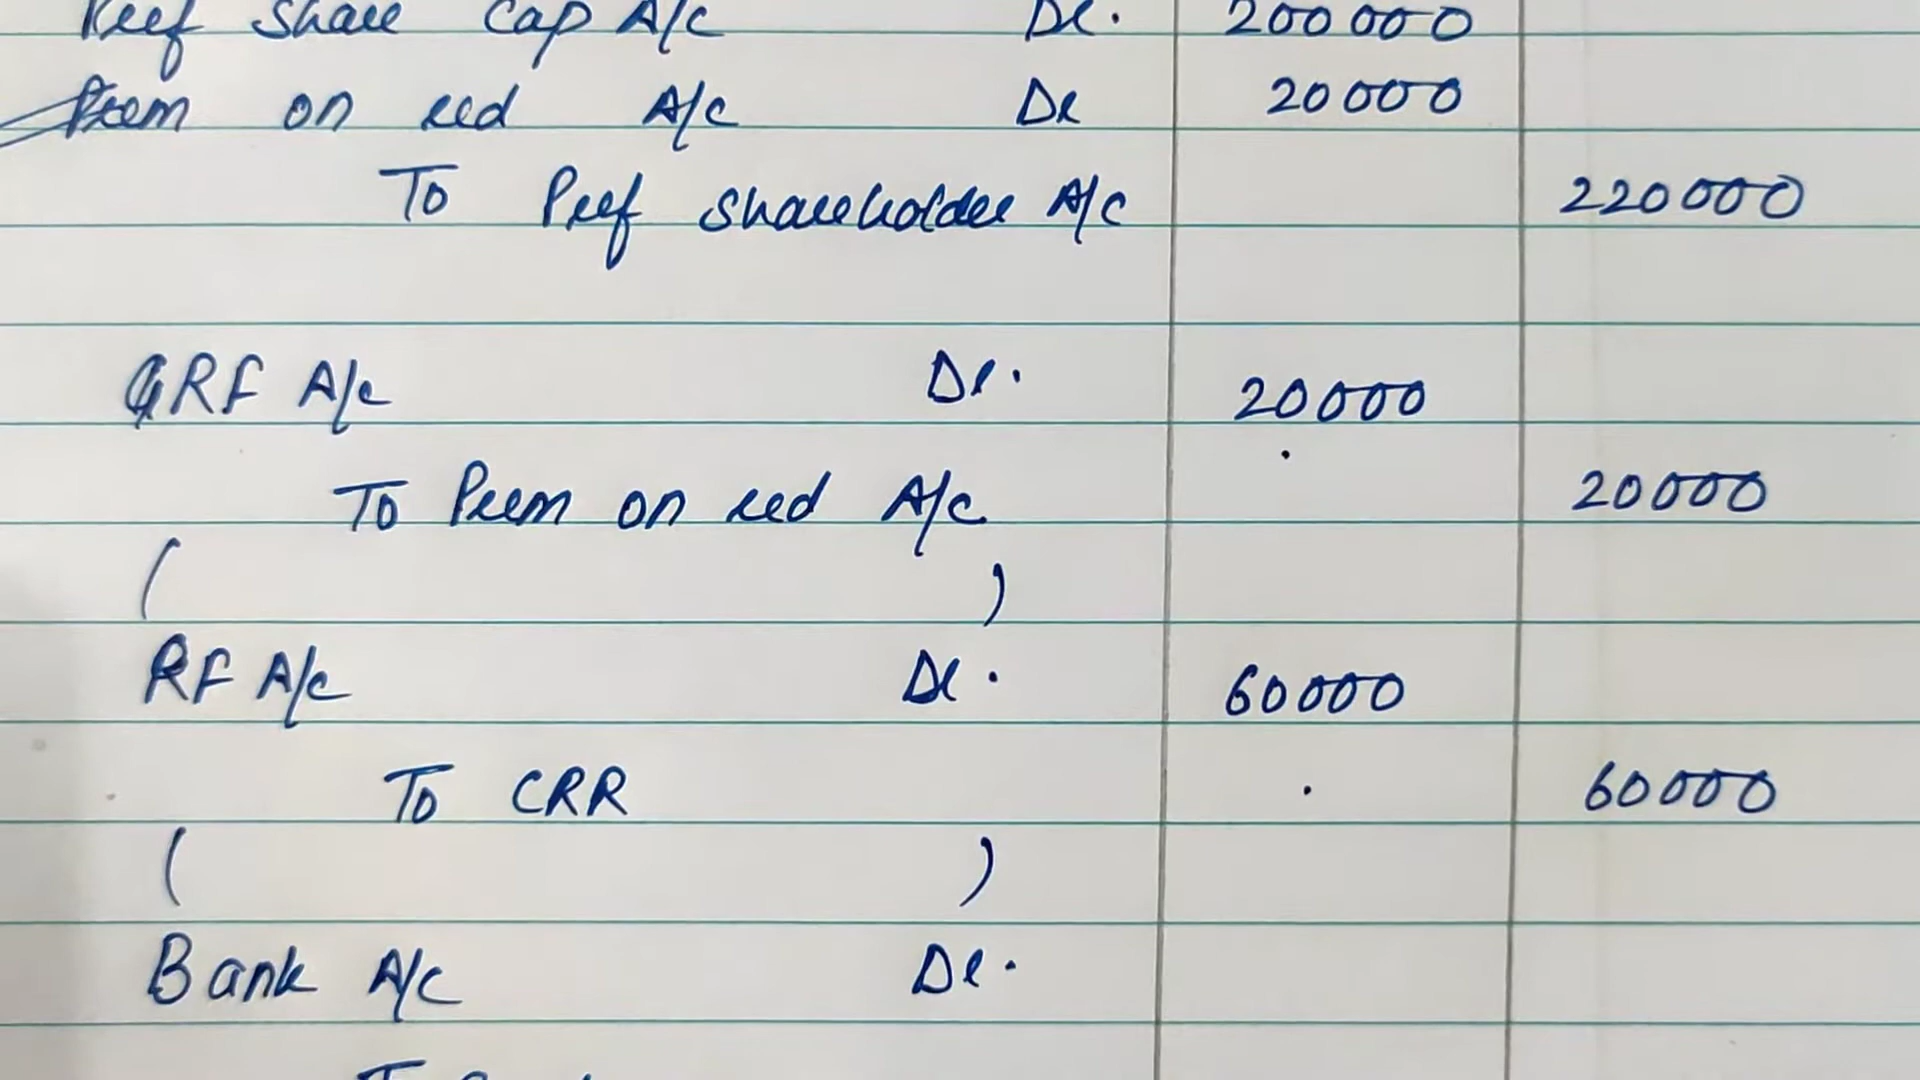 Pref Share Cap A/c Dr. 200000
Prem on red A/c Dr 20000
To Pref shareholder A/c 220000
GRF A/c Dr. 20000
To Prem on red A/c 20000
( )
RF A/c Dr. 60000
To CRR 60000
( )
Bank A/c Dr.
To